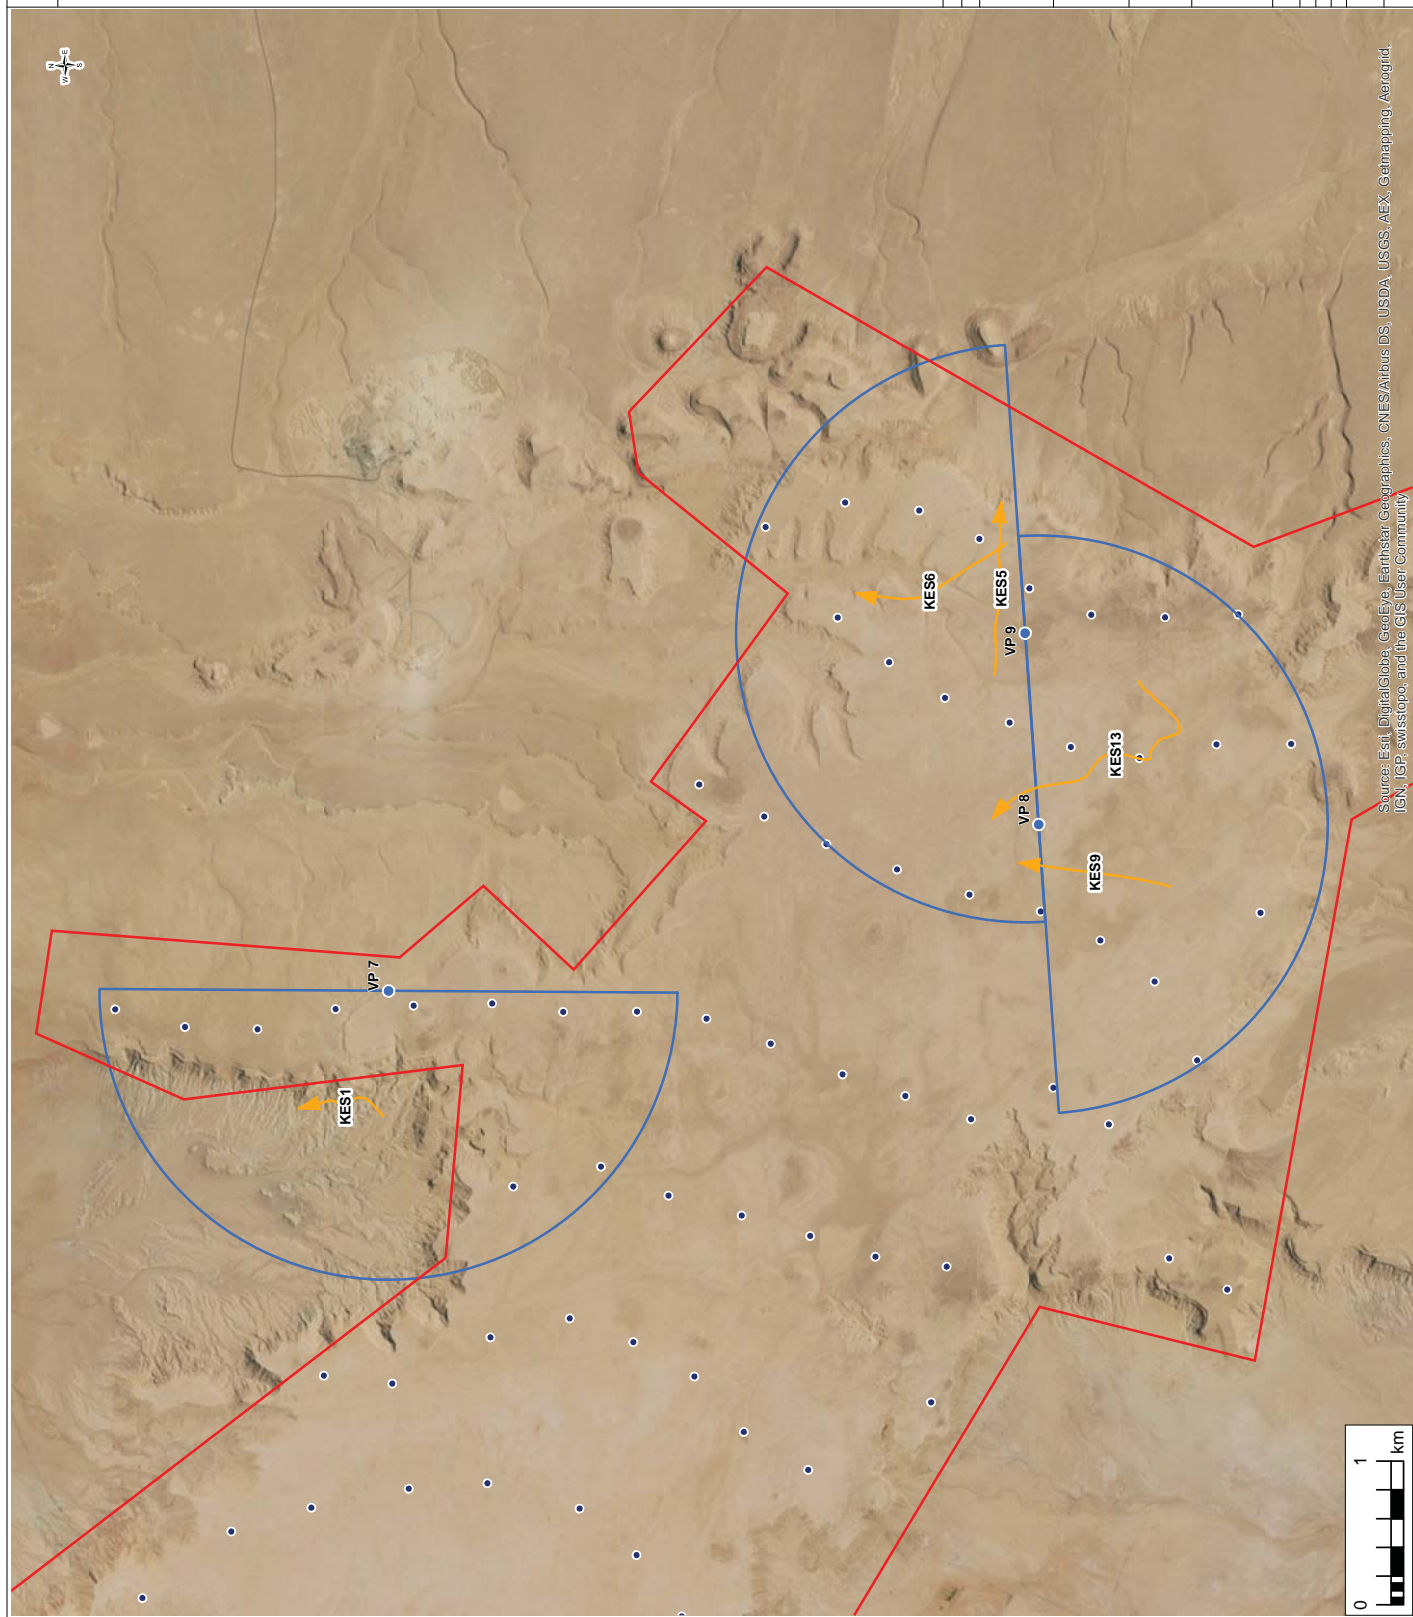 N
E
W
S
KES6
KES5
VP 9
KES13
VP 8
KES9
VP 7
KES1
Source: Esri, DigitalGlobe, GeoEye, Earthstar Geographics, CNES/Airbus DS, USDA, USGS, AEX, Getmapping, Aerogrid,
IGN, IGP, swisstopo, and the GIS User Community
0 1
km